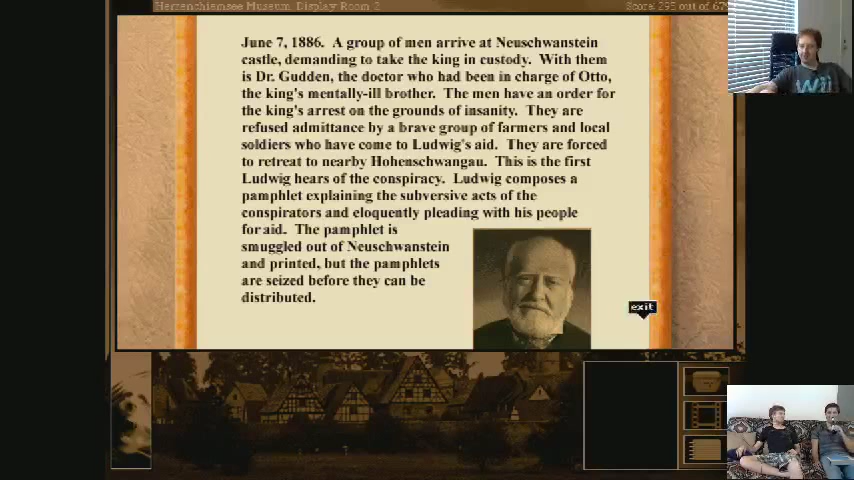 Herrenchiemsee Museum, Display Room 2
Score: 295 out of 679
June 7, 1886.  A group of men arrive at Neuschwanstein
castle, demanding to take the king in custody.  With them
is Dr. Gudden, the doctor who had been in charge of Otto,
the king's mentally-ill brother.  The men have an order for
the king's arrest on the grounds of insanity.  They are
refused admittance by a brave group of farmers and local
soldiers who have come to Ludwig's aid.  They are forced
to retreat to nearby Hohenschwangau.  This is the first
Ludwig hears of the conspiracy.  Ludwig composes a
pamphlet explaining the subversive acts of the
conspirators and eloquently pleading with his people
for aid.  The pamphlet is
smuggled out of Neuschwanstein
and printed, but the pamphlets
are seized before they can be
distributed.
exit
wii